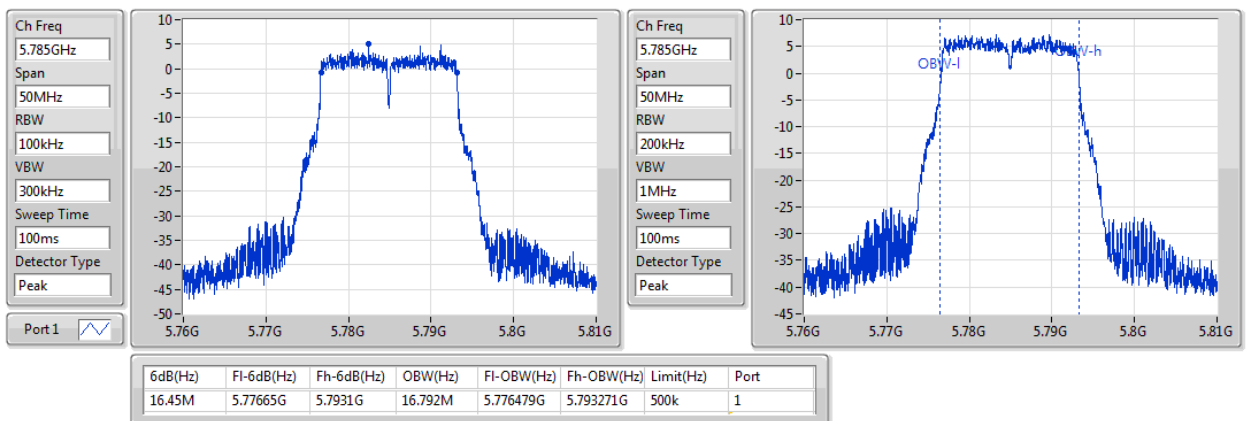 Ch Freq
5.785GHz
Span
50MHz
RBW
100kHz
VBW
300kHz
Sweep Time
100ms
Detector Type
Peak
Port 1
10
5
0
-5
-10
-15
-20
-25
-30
-35
-40
-45
-50
5.76G 5.77G 5.78G 5.79G 5.8G 5.81G
Ch Freq
5.785GHz
Span
50MHz
RBW
200kHz
VBW
1MHz
Sweep Time
100ms
Detector Type
Peak
10
5
0
-5
-10
-15
-20
-25
-30
-35
-40
-45
OBW-l
OBW-h
5.76G 5.77G 5.78G 5.79G 5.8G 5.81G
6dB(Hz) Fl-6dB(Hz) Fh-6dB(Hz) OBW(Hz) Fl-OBW(Hz) Fh-OBW(Hz) Limit(Hz) Port
16.45M 5.77665G 5.7931G 16.792M 5.776479G 5.793271G 500k 1